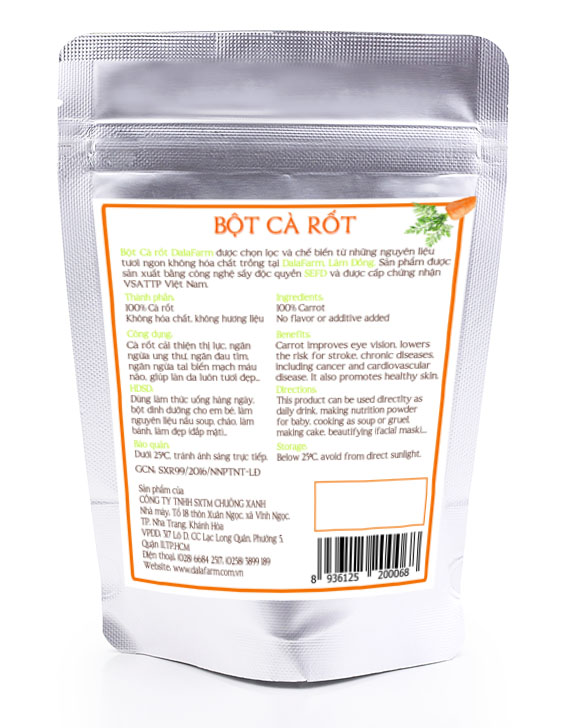 BỘT CÀ RỐT
Bột Cà rốt DalaFarm được chọn lọc và chế biến từ những nguyên liệu
tươi ngon không hóa chất trồng tại DalaFarm, Lâm Đồng. Sản phẩm được
sản xuất bằng công nghệ sấy độc quyền SEFD và được cấp chứng nhận
VSATTP Việt Nam.
Thành phần.
100% Cà rốt
Không hóa chất, không hương liệu
Công dụng.
Cà rốt cải thiện thị lực, ngăn
ngừa ung thư, ngăn đau tim,
ngăn ngừa tai biến mạch máu
não, giúp làn da luôn tươi đẹp...
HDSD.
Dùng làm thức uống hàng ngày,
bột dinh dưỡng cho em bé, làm
nguyên liệu nấu soup, cháo, làm
bánh, làm đẹp (đắp mặt)...
Bảo quản.
Dưới 25ºC, tránh ánh sáng trực tiếp.
GCN: SXR99/2016/NNPTNT-LĐ
Ingredients.
100% Carrot
No flavor or additive added
Benefits.
Carrot improves eye vision, lowers
the risk for stroke, chronic diseases,
including cancer and cardiovascular
disease. It also promotes healthy skin.
Directions.
This product can be used directlty as
daily drink, making nutrition powder
for baby, cooking as soup or gruel,
making cake, beautifying (facial mask)...
Storage.
Below 25ºC, avoid from direct sunlight.
Sản phẩm của
CÔNG TY TNHH SXTM CHUỒNG XANH
Nhà máy. Tổ 18 thôn Xuân Ngọc, xã Vĩnh Ngọc,
TP. Nha Trang, Khánh Hòa
VPDD. 317 Lô D, CC Lạc Long Quân, Phường 5,
Quận 11,TP.HCM
Điện thoại. (028) 6684 2517, (0258) 3899 189
Website. www.dalafarm.com.vn
8 936125 200068